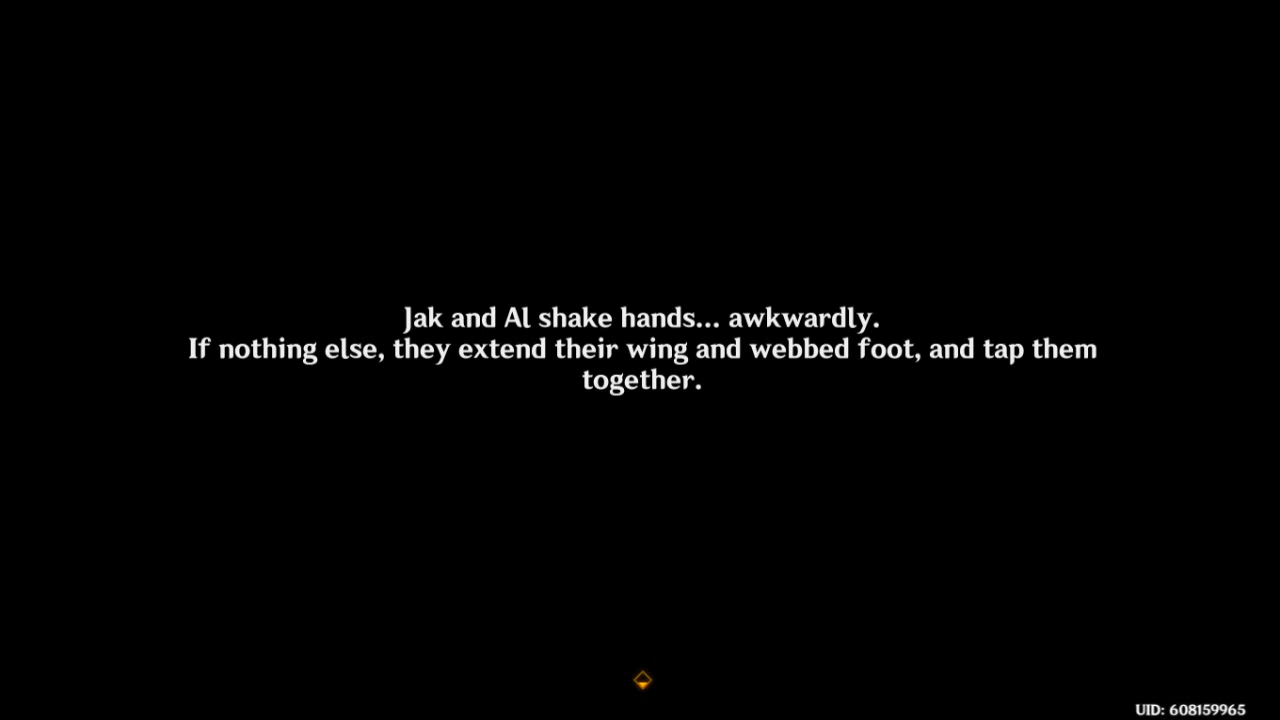 Jak and Al shake hands... awkwardly.
If nothing else, they extend their wing and webbed foot, and tap them
together.
UID: 608159965